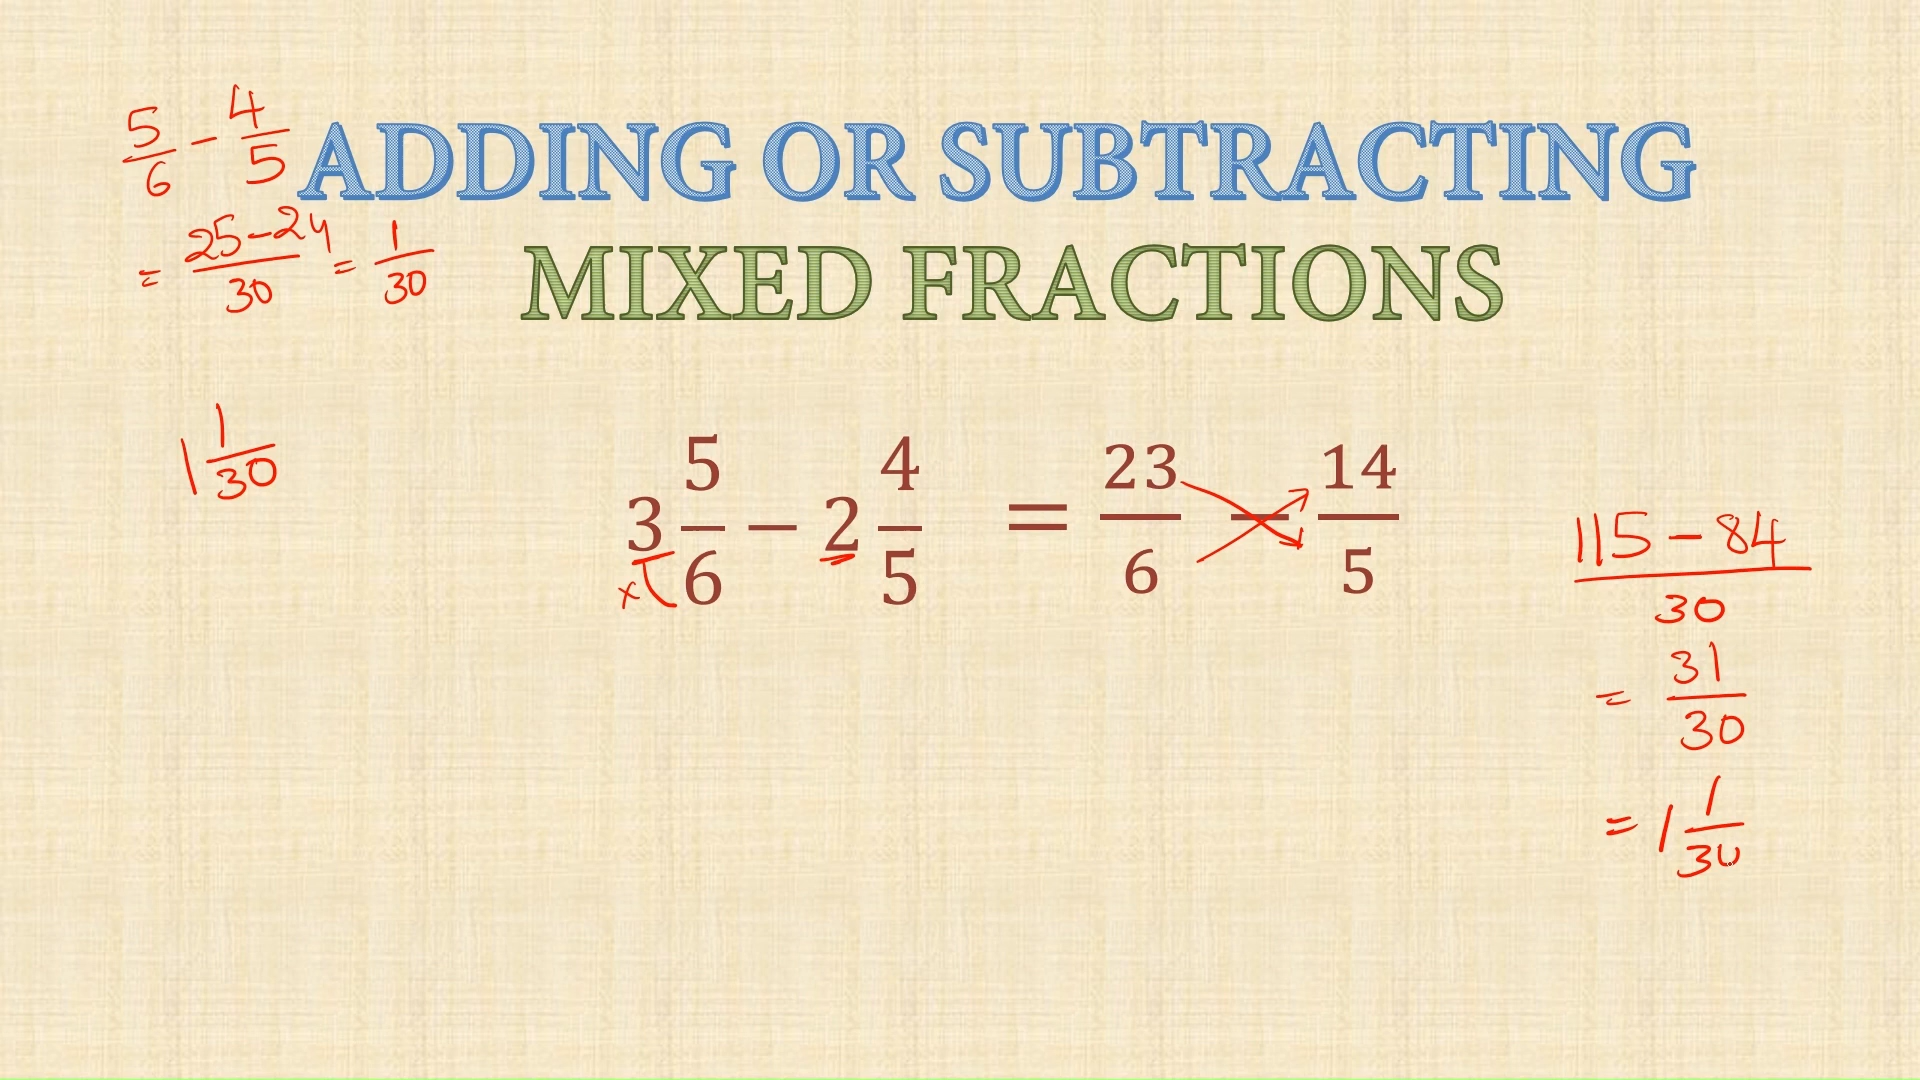 ADDING OR SUBTRACTING
MIXED FRACTIONS
5/6 − 4/5
= 25−24/30 = 1/30
1 1/30
3 5/6 − 2 4/5 = 23/6 − 14/5
x
115 − 84/30
= 31/30
= 1 1/30